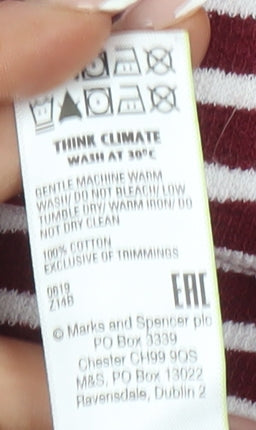 THINK CLIMATE
WASH AT 30°C
GENTLE MACHINE WARM
WASH/ DO NOT BLEACH/ LOW
TUMBLE DRY/ WARM IRON/ DO
NOT DRY CLEAN
100% COTTON
EXCLUSIVE OF TRIMMINGS
0619
Z14B
EAC
© Marks and Spencer plc
PO Box 3339
Chester CH99 9QS
M&S, PO Box 13022
Ravensdale, Dublin 2